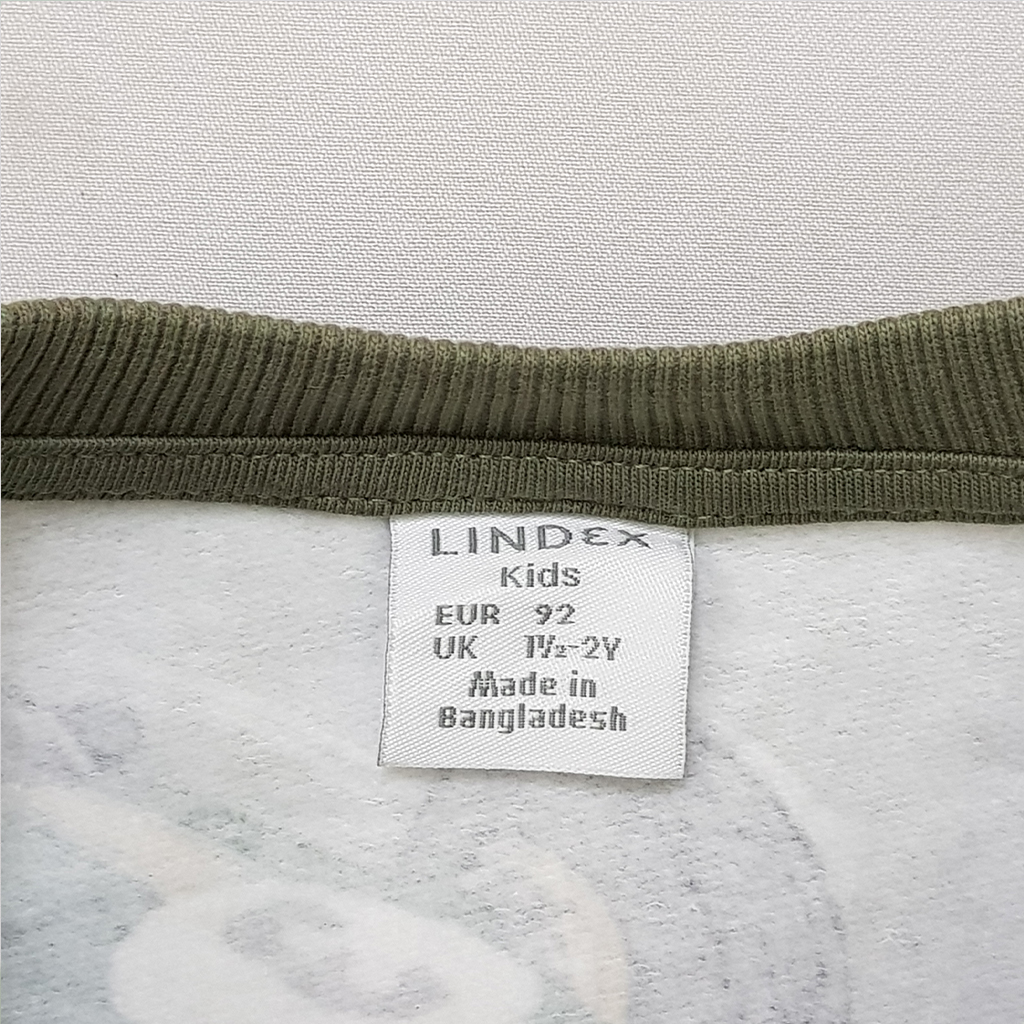 LINDEX
Kids
EUR 92
UK 1½-2Y
Made in
Bangladesh